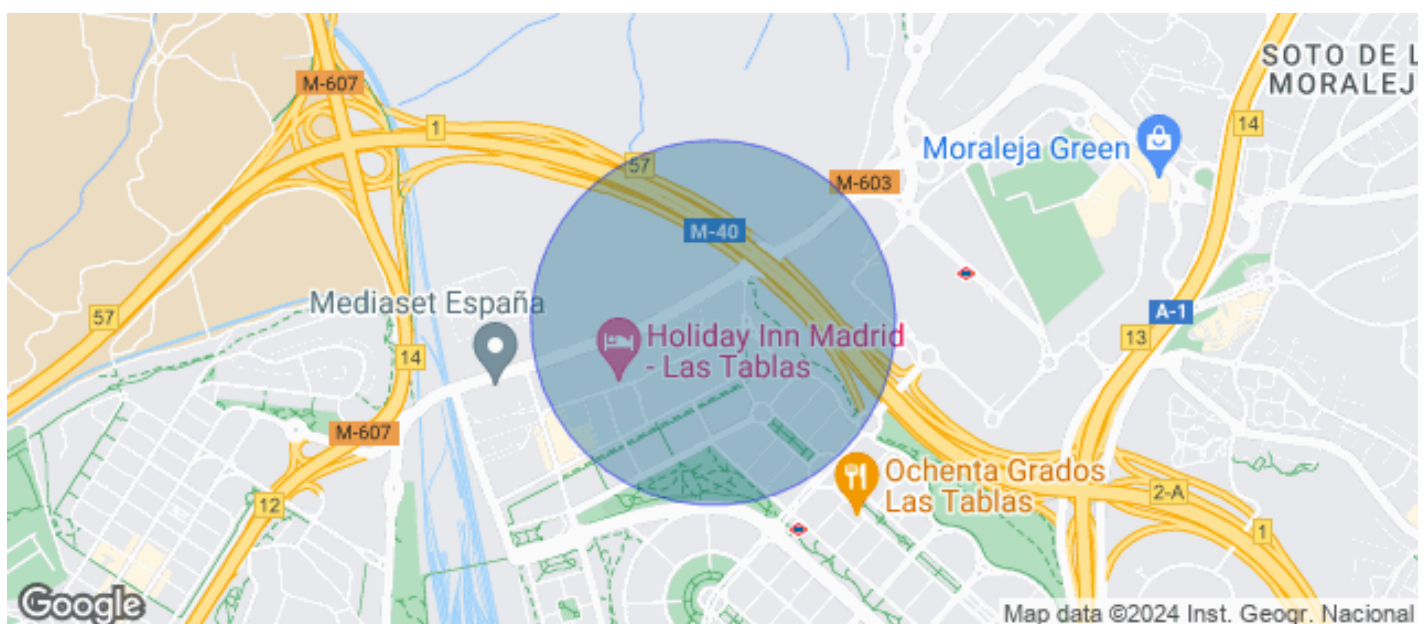 M-607
SOTO DE L
MORALEJ
1
14
57
Moraleja Green
M-603
M-40
Mediaset España
57
A-1
14
13
Holiday Inn Madrid
- Las Tablas
M-607
Ochenta Grados
Las Tablas
12
2-A
1
Google
Map data ©2024 Inst. Geogr. Nacional